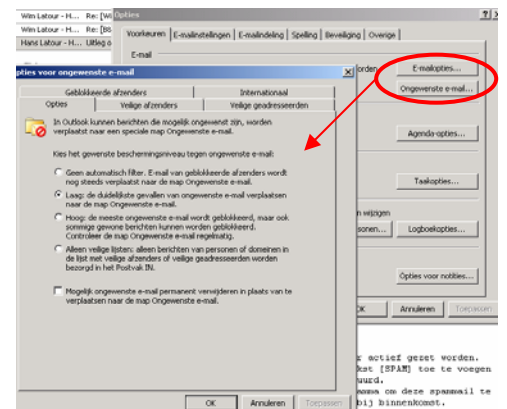 Wim Latour - H... Re: [WI
Wim Latour - H... Re: [B6
Hans Latour - H... Uitleg o
Opties
Voorkeuren E-mailinstellingen E-mailindeling Spelling Beveiliging Overige
E-mail
orden
E-mailopties...
Ongewenste e-mail...
Agenda-opties...
Taakopties...
n wijzigen
sonen... Logboekopties...
Opties voor notities...
OK Annuleren Toepassen
pties voor ongewenste e-mail
Geblokkeerde afzenders Internationaal
Opties Veilige afzenders Veilige geadresseerden
In Outlook kunnen berichten die mogelijk ongewenst zijn, worden
verplaatst naar een speciale map Ongewenste e-mail.
Kies het gewenste beschermingsniveau tegen ongewenste e-mail:
Geen automatisch filter. E-mail van geblokkeerde afzenders wordt
nog steeds verplaatst naar de map Ongewenste e-mail.
Laag: de duidelijkste gevallen van ongewenste e-mail verplaatsen
naar de map Ongewenste e-mail.
Hoog: de meeste ongewenste e-mail wordt geblokkeerd, maar ook
sommige gewone berichten kunnen worden geblokkeerd.
Controleer de map Ongewenste e-mail regelmatig.
Alleen veilige lijsten: alleen berichten van personen of domeinen in
de lijst met veilige afzenders of veilige geadresseerden worden
bezorgd in het Postvak IN.
Mogelijk ongewenste e-mail permanent verwijderen in plaats van te
verplaatsen naar de map Ongewenste e-mail.
OK Annuleren Toepassen
r actief gezet worden.
kst [SPAM] toe te voegen
uurd.
om deze spammail te
bij binnenkomst.